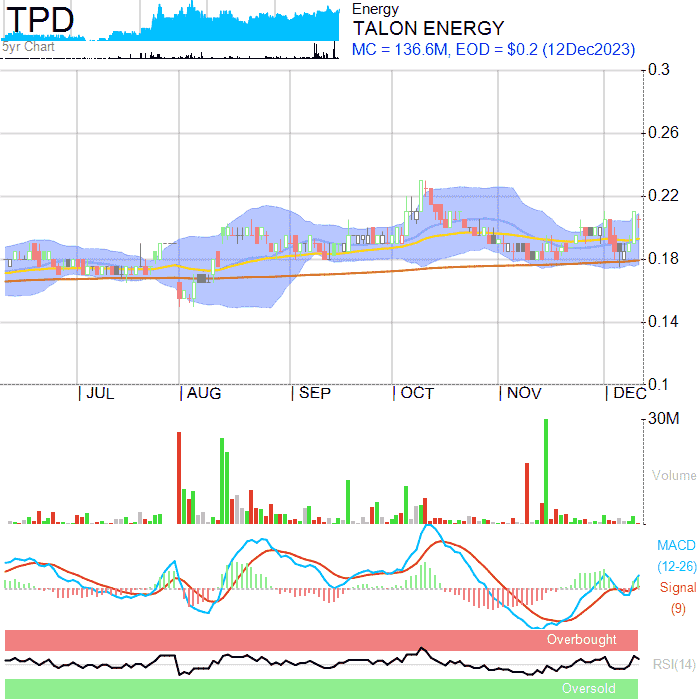 TPD
5yr Chart
Energy
TALON ENERGY
MC = 136.6M, EOD = $0.2 (12Dec2023)
0.3
0.26
0.22
0.18
0.14
0.1
JUL
AUG
SEP
OCT
NOV
DEC
30M
Volume
MACD
(12-26)
Signal
(9)
Overbought
RSI(14)
Oversold